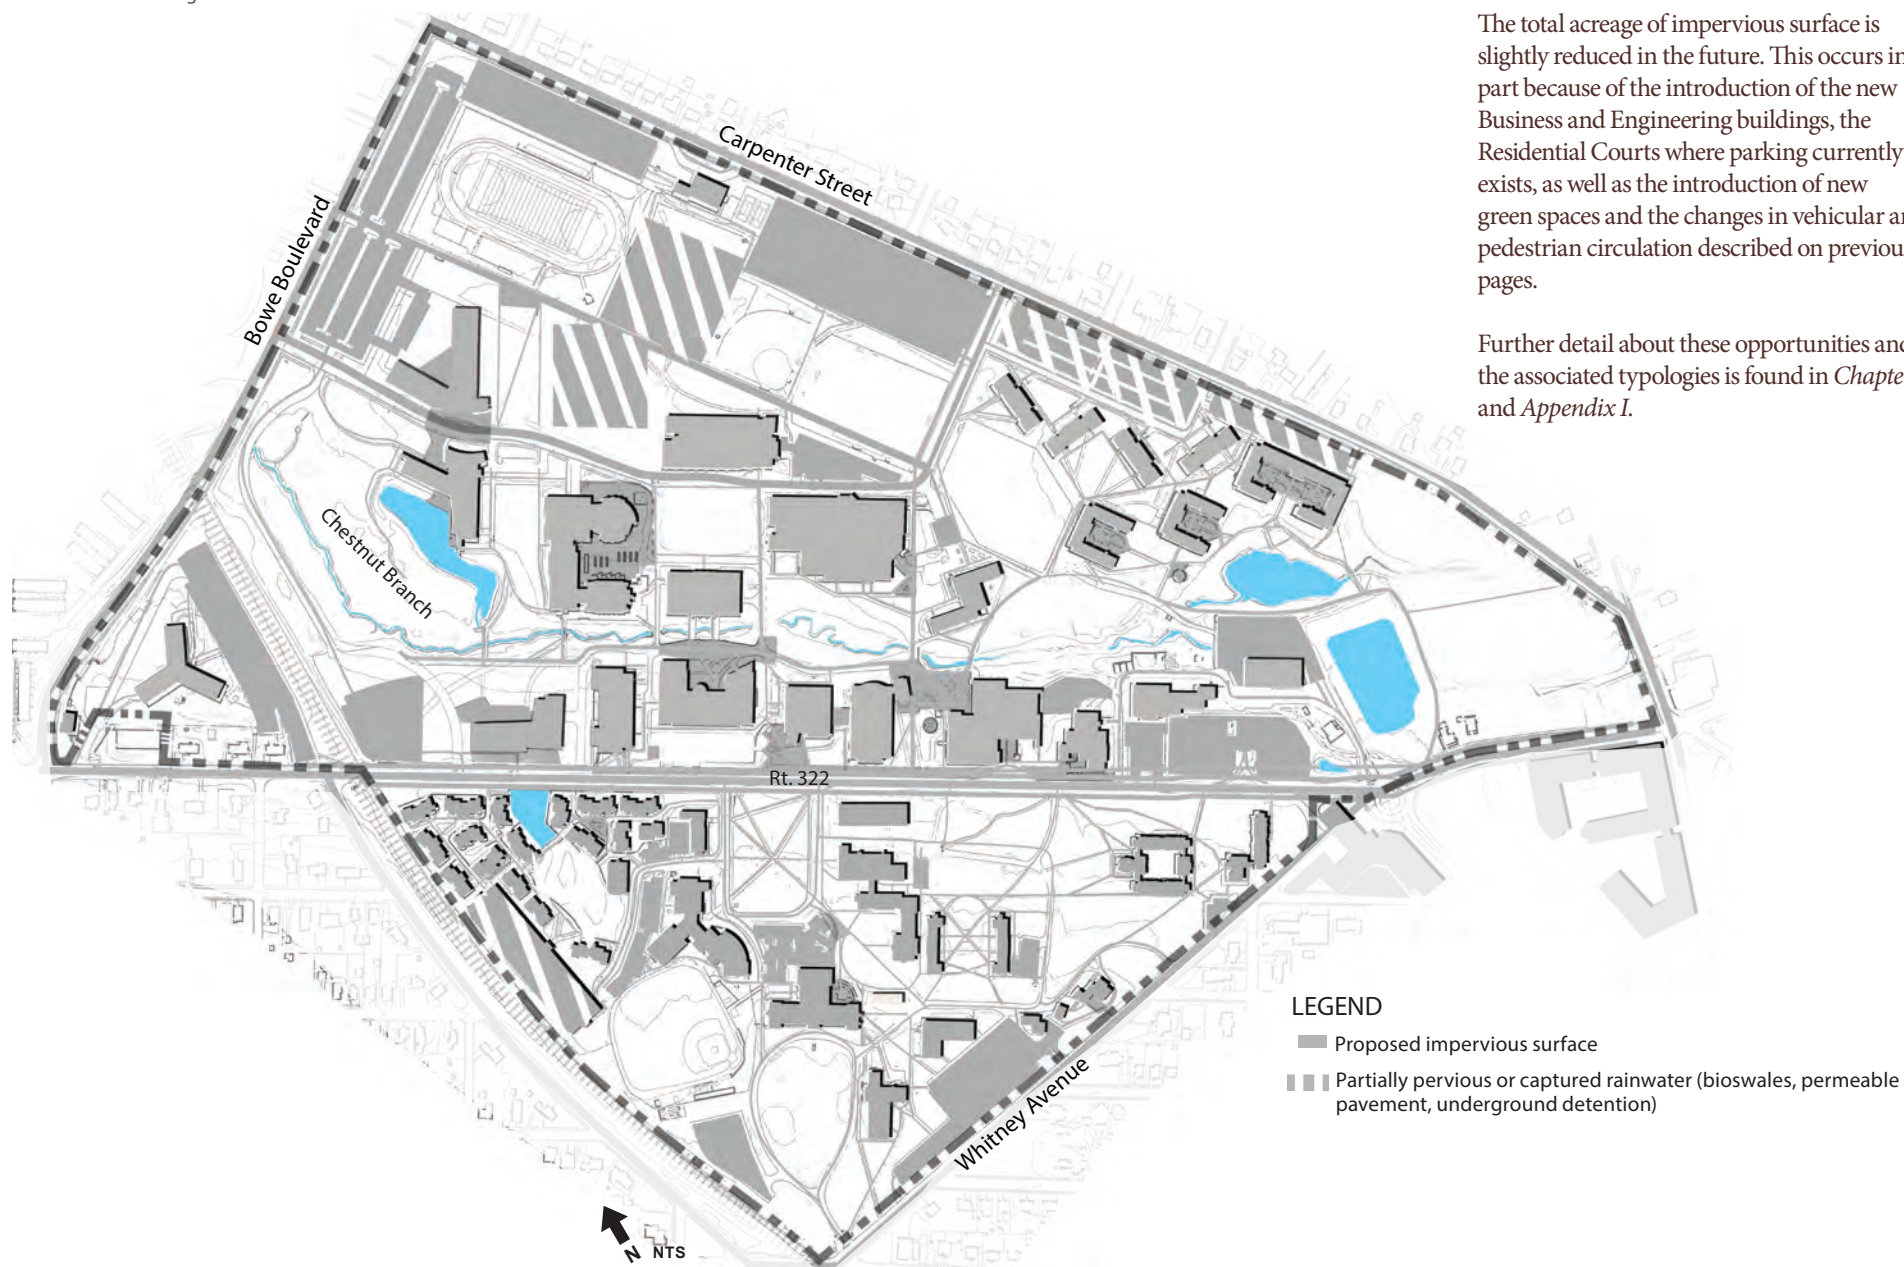 The total acreage of impervious surface is
slightly reduced in the future. This occurs in
part because of the introduction of the new
Business and Engineering buildings, the
Residential Courts where parking currently
exists, as well as the introduction of new
green spaces and the changes in vehicular
pedestrian circulation described on
pages.
Further detail about these opportunities
the associated typologies is found in
and Appendix I.
Carpenter Street
Bowe Boulevard
Chestnut Branch
Rt. 322
Whitney Avenue
N NTS
LEGEND
Proposed impervious surface
Partially pervious or captured rainwater (bioswales, permeable
pavement, underground detention)